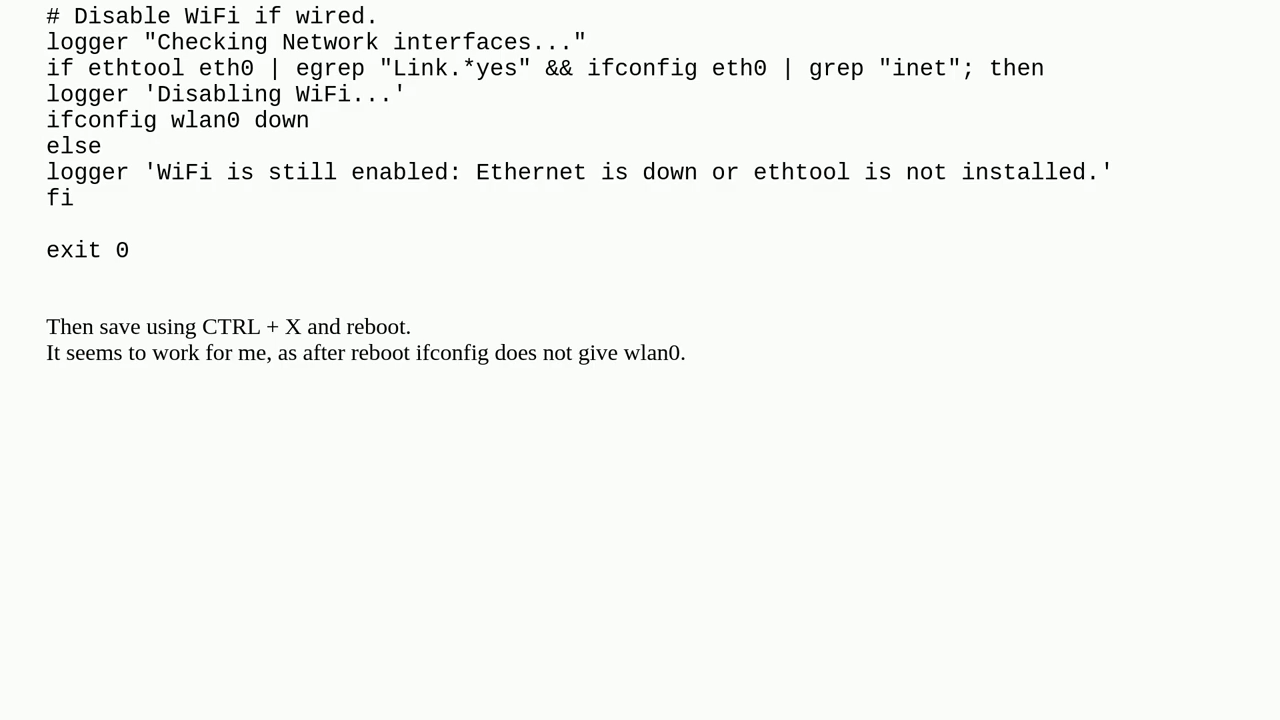 # Disable WiFi if wired.
logger "Checking Network interfaces..."
if ethtool eth0 | egrep "Link.*yes" && ifconfig eth0 | grep "inet"; then
logger 'Disabling WiFi...'
ifconfig wlan0 down
else
logger 'WiFi is still enabled: Ethernet is down or ethtool is not installed.'
fi
exit 0
Then save using CTRL + X and reboot.
It seems to work for me, as after reboot ifconfig does not give wlan0.